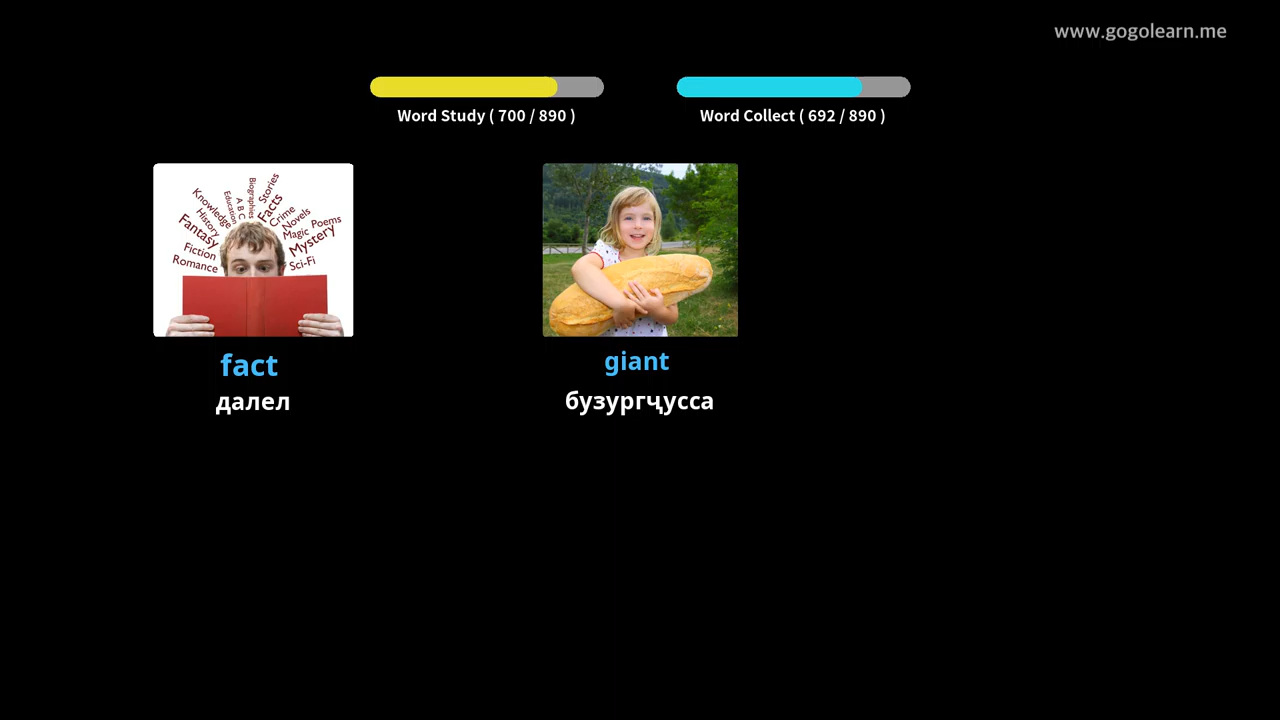 www.gogolearn.me
Word Study ( 700 / 890 )
Word Collect ( 692 / 890 )
Stories
Biographies
A B C
Education
Knowledge
Facts
Crime
History
Novels
Fantasy
Magic
Poems
Mystery
Fiction
Romance
Sci-Fi
fact
giant
далел
бузургҷусса